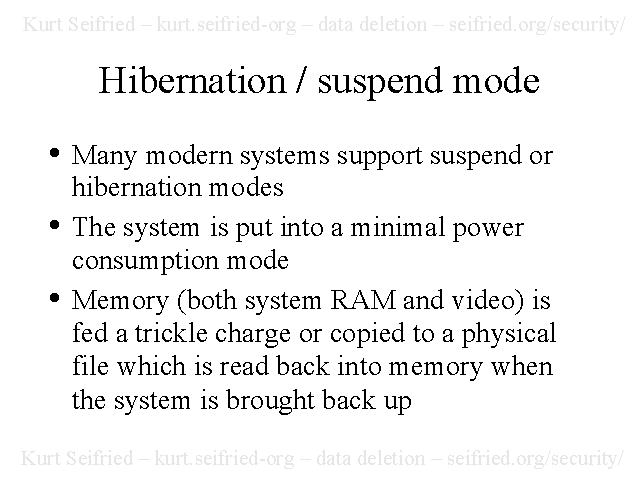 Kurt Seifried – kurt.seifried-org – data deletion – seifried.org/security/
Hibernation / suspend mode
• Many modern systems support suspend or
hibernation modes
• The system is put into a minimal power
consumption mode
• Memory (both system RAM and video) is
fed a trickle charge or copied to a physical
file which is read back into memory when
the system is brought back up
Kurt Seifried – kurt.seifried-org – data deletion – seifried.org/security/